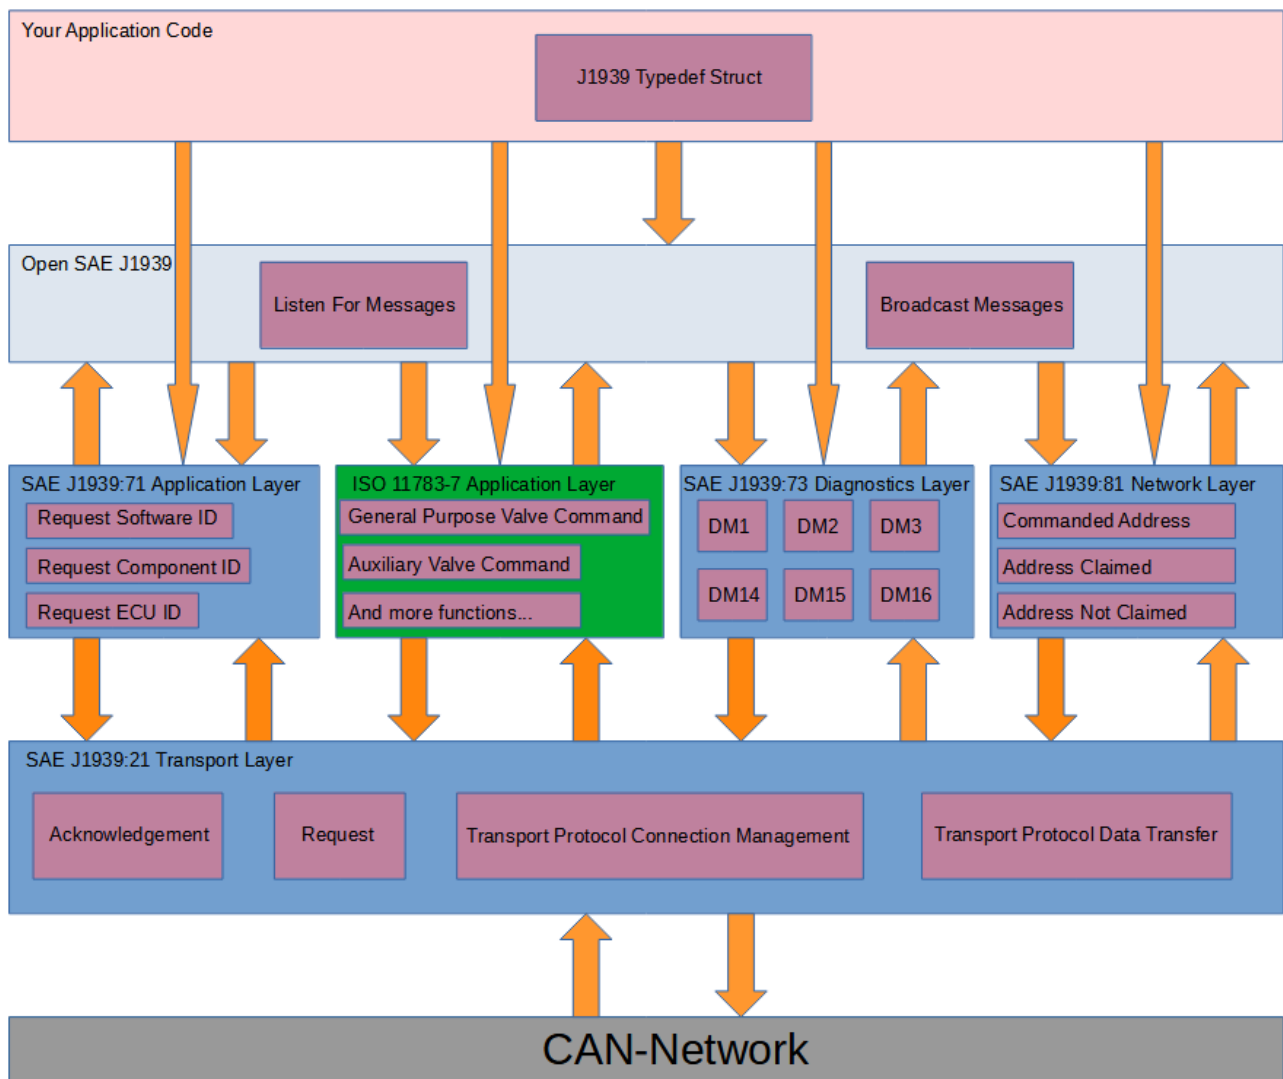 Your Application Code
J1939 Typedef Struct
Open SAE J1939
Listen For Messages
Broadcast Messages
SAE J1939:71 Application Layer
Request Software ID
Request Component ID
Request ECU ID
ISO 11783-7 Application Layer
General Purpose Valve Command
Auxiliary Valve Command
And more functions...
SAE J1939:73 Diagnostics Layer
DM1
DM2
DM3
DM14
DM15
DM16
SAE J1939:81 Network Layer
Commanded Address
Address Claimed
Address Not Claimed
SAE J1939:21 Transport Layer
Acknowledgement
Request
Transport Protocol Connection Management
Transport Protocol Data Transfer
CAN-Network